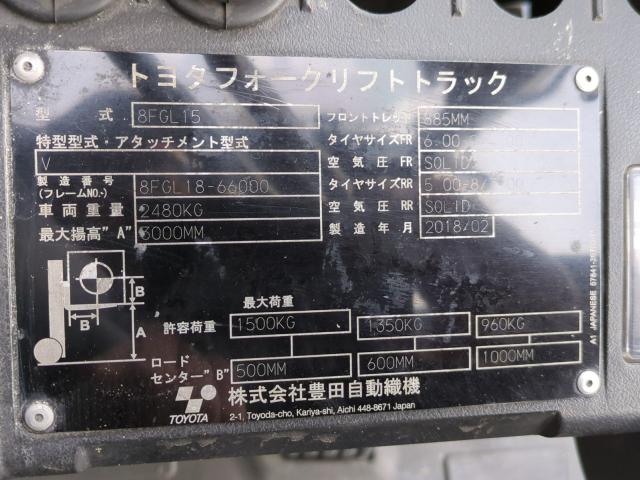 トヨタフォークリフトトラック
型 式 8FGL15 フロントトレッド 885MM
特型型式・アタッチメント型式 タイヤサイズFR 6.00
V 空気圧FR SOLID
製造番号 (フレームNO.-) 8FGL18-66000 タイヤサイズRR 5.00-8/
車両重量 2480KG 空気圧RR SOLID
最大揚高"A" 3000MM 製造年月 2018/02
B
B
A
最大荷重
許容荷重 1500KG 1350KG 960KG
ロードセンター"B" 500MM 600MM 1000MM
TOYOTA 株式会社豊田自動織機
2-1, Toyoda-cho, Kariya-shi, Aichi 448-8671 Japan
A1 JAPANESE